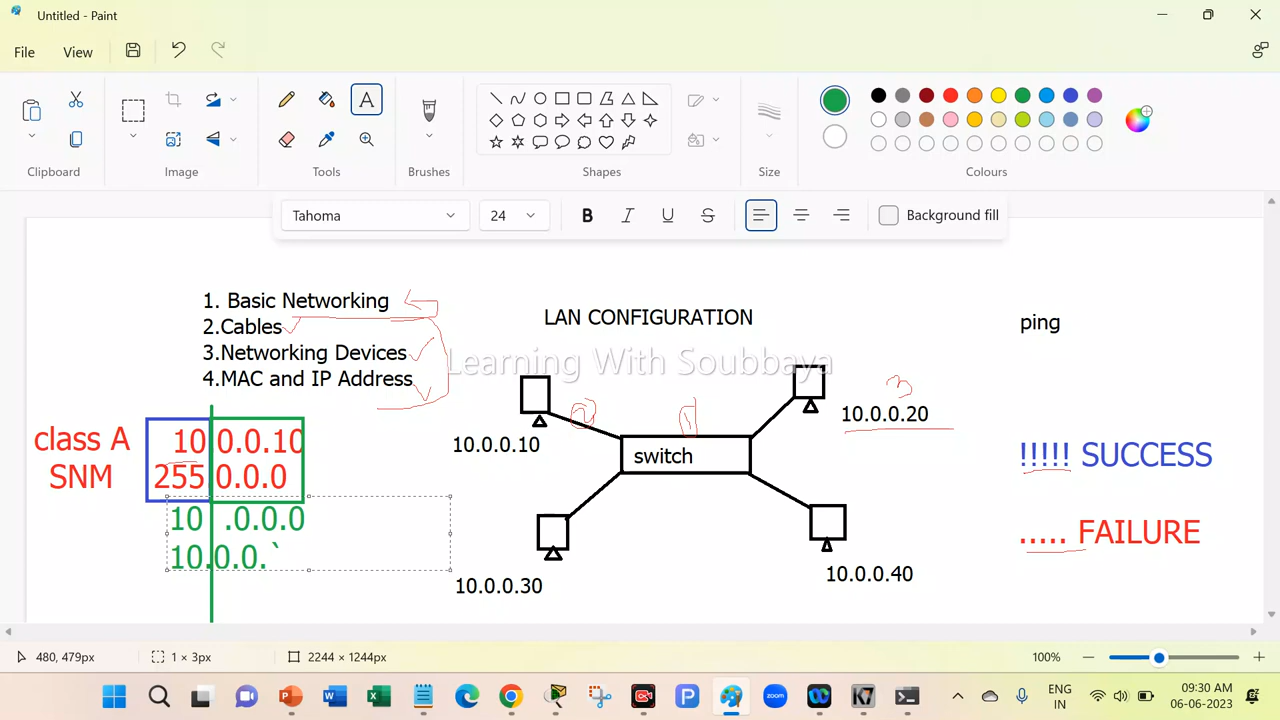 Untitled - Paint
File
View
Clipboard
Image
Tools
Brushes
Shapes
Size
Colours
Tahoma
24
B
I
U
S
Background fill
1. Basic Networking
2.Cables
3.Networking Devices
4.MAC and IP Address
LAN CONFIGURATION
ping
Learning With Soubbaya
3
10.0.0.20
2
1
10.0.0.10
switch
class A
10 0.0.10
SNM
255 0.0.0
10 .0.0.0
10.0.0.`
!!!!! SUCCESS
..... FAILURE
10.0.0.30
10.0.0.40
480, 479px
1 × 3px
2244 × 1244px
100%
zoom
ENG
IN
09:30 AM
06-06-2023